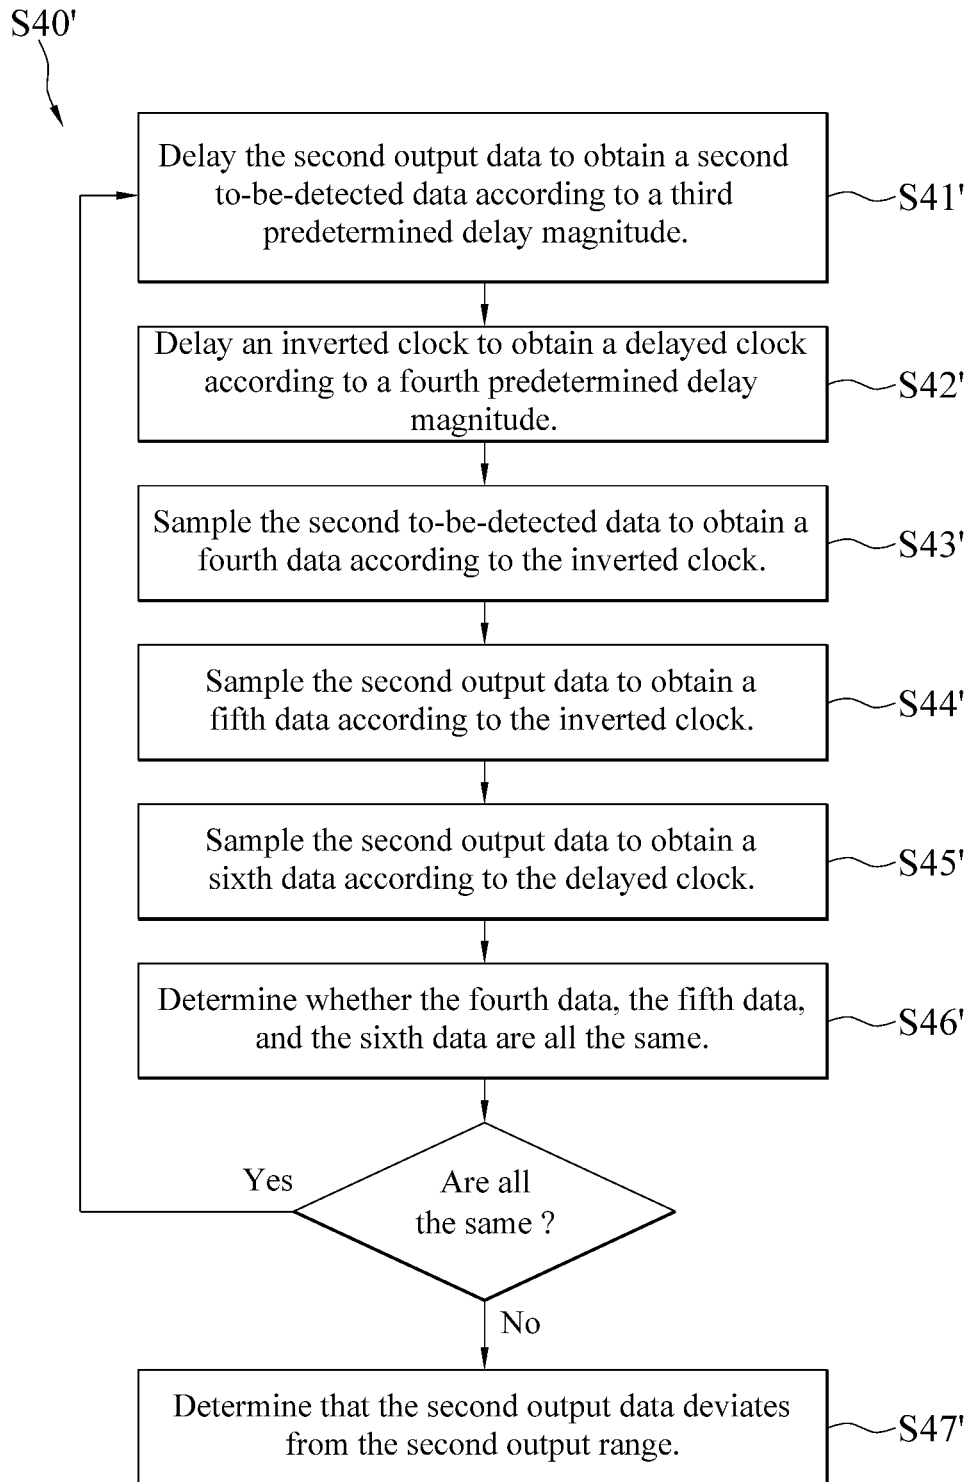 S40'
Delay the second output data to obtain a second
to-be-detected data according to a third
predetermined delay magnitude.
S41'
Delay an inverted clock to obtain a delayed clock
according to a fourth predetermined delay
magnitude.
S42'
Sample the second to-be-detected data to obtain a
fourth data according to the inverted clock.
S43'
Sample the second output data to obtain a
fifth data according to the inverted clock.
S44'
Sample the second output data to obtain a
sixth data according to the delayed clock.
S45'
Determine whether the fourth data, the fifth data,
and the sixth data are all the same.
S46'
Yes
Are all
the same ?
No
Determine that the second output data deviates
from the second output range.
S47'